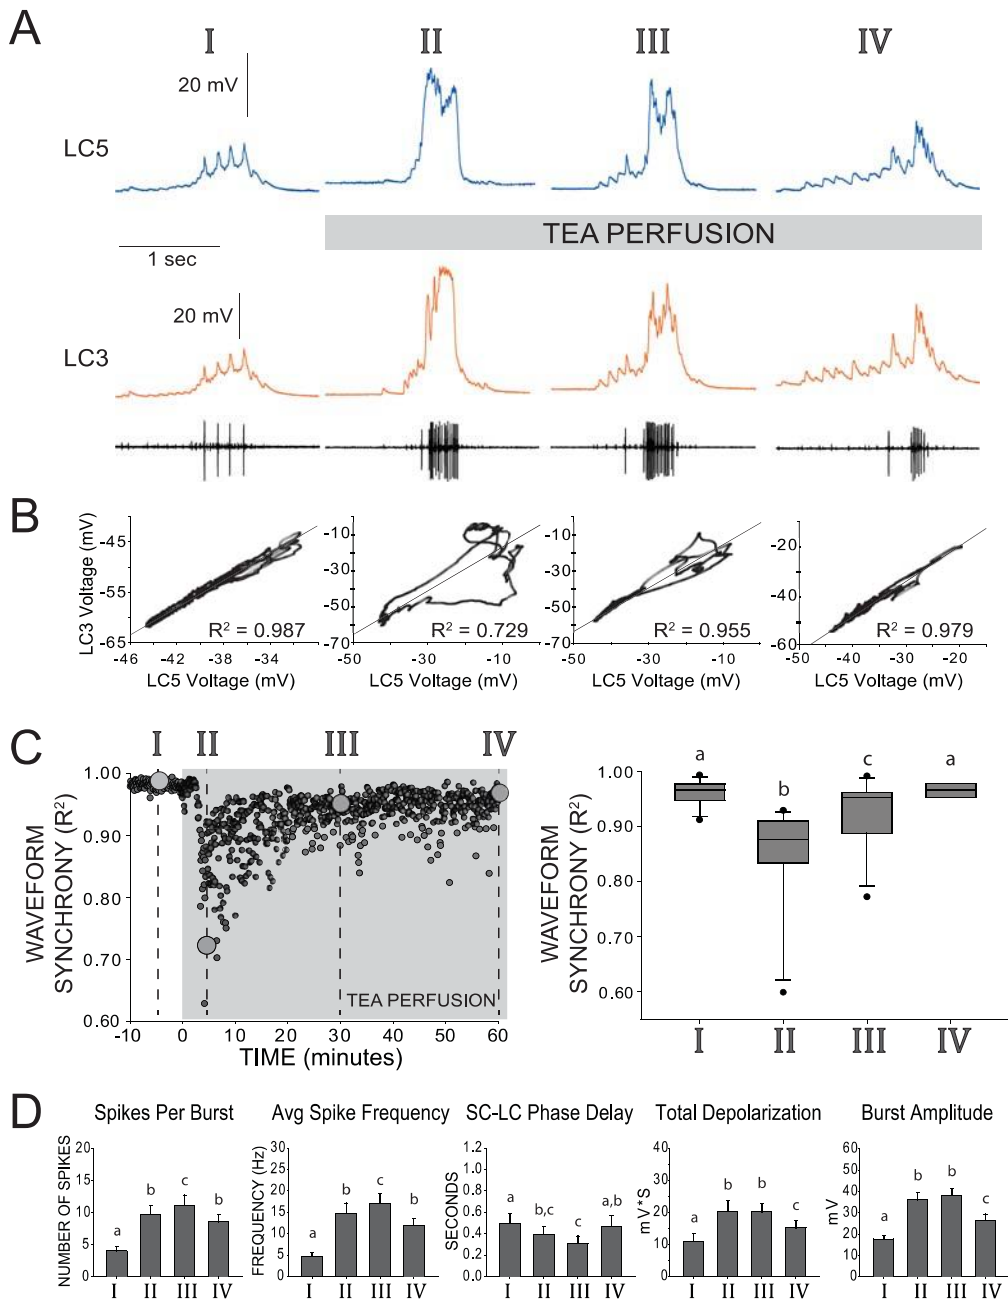 A
I II III IV
20 mV
LC5
TEA PERFUSION
1 sec
20 mV
LC3
B
LC3 Voltage (mV)
-45
-55
-65
-46 -42 -38 -34
LC5 Voltage (mV)
R² = 0.987
-10
-30
-50
-70
-50 -30 -10
LC5 Voltage (mV)
R² = 0.729
-10
-30
-50
-70
-50 -30 -10
LC5 Voltage (mV)
R² = 0.955
-20
-40
-60
-50 -40 -30 -20
LC5 Voltage (mV)
R² = 0.979
C
I II III IV
WAVEFORM
SYNCHRONY (R²)
1.00
0.90
0.80
0.70
0.60
TEA PERFUSION
-10 0 10 20 30 40 50 60
TIME (minutes)
WAVEFORM
SYNCHRONY (R²)
1.00
0.90
0.80
0.90
0.60
a b c a
I II III IV
D
Spikes Per Burst
NUMBER OF SPIKES
20
15
10
5
0
a b c b
I II III IV
Avg Spike Frequency
FREQUENCY (Hz)
30
25
20
15
10
5
0
a b c b
I II III IV
SC-LC Phase Delay
SECONDS
1.2
1.0
0.8
0.6
0.4
0.2
0.0
a b,c c a,b
I II III IV
Total Depolarization
mV*S
40
30
20
10
0
a b b c
I II III IV
Burst Amplitude
mV
60
50
40
30
20
10
0
a b b c
I II III IV